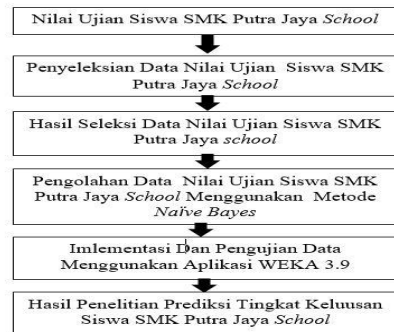 Nilai Ujian Siswa SMK Putra Jaya School
Penyeleksian Data Nilai Ujian Siswa SMK
Putra Jaya School
Hasil Seleksi Data Nilai Ujian Siswa SMK
Putra Jaya school
Pengolahan Data Nilai Ujian Siswa SMK
Putra Jaya School Menggunakan Metode
Naïve Bayes
Imlementasi Dan Pengujian Data
Menggunakan Aplikasi WEKA 3.9
Hasil Penelitian Prediksi Tingkat Keluusan
Siswa SMK Putra Jaya School